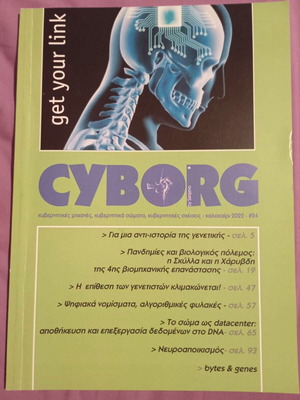 get your link
CYBORG
κυβερνητικές μηχανές, κυβερνητικά σώματα, κυβερνητικές σχέσεις - καλοκαίρι 2022 - #24
> Για μια αντι-ιστορία της γενετικής - σελ. 5
> Πανδημίες και βιολογικός πόλεμος:
η Σκύλλα και η Χάρυβδη
της 4ης βιομηχανικής επανάστασης - σελ. 19
> Η επίθεση των γενετιστών κλιμακώνεται! - σελ. 47
> Ψηφιακά νομίσματα, αλγοριθμικές φυλακές - σελ. 57
> Το σώμα ως datacenter:
αποθήκευση και επεξεργασία δεδομένων στο DNA- σελ. 65
> Νευροαποικισμός- σελ. 93
> bytes & genes